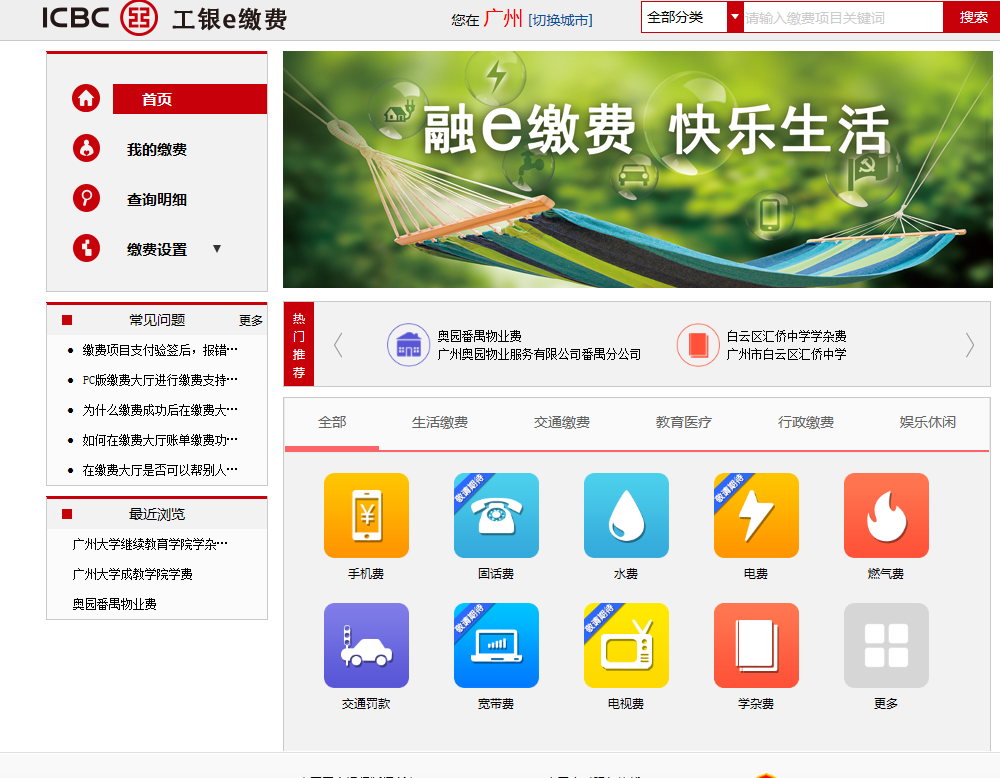 ICBC 工银e缴费
您在 广州 [切换城市]
全部分类
请输入缴费项目关键词
搜索
首页
我的缴费
查询明细
缴费设置
融e缴费 快乐生活
常见问题 更多
缴费项目支付验签后，报错…
PC版缴费大厅进行缴费支持…
为什么缴费成功后在缴费大…
如何在缴费大厅账单缴费功…
在缴费大厅是否可以帮别人…
最近浏览
广州大学继续教育学院学杂…
广州大学成教学院学费
奥园番禺物业费
热门推荐
奥园番禺物业费
广州奥园物业服务有限公司番禺分公司
白云区汇侨中学学杂费
广州市白云区汇侨中学
全部 生活缴费 交通缴费 教育医疗 行政缴费 娱乐休闲
敬请期待
敬请期待
手机费 固话费 水费 电费 燃气费
敬请期待
敬请期待
交通罚款 宽带费 电视费 学杂费 更多